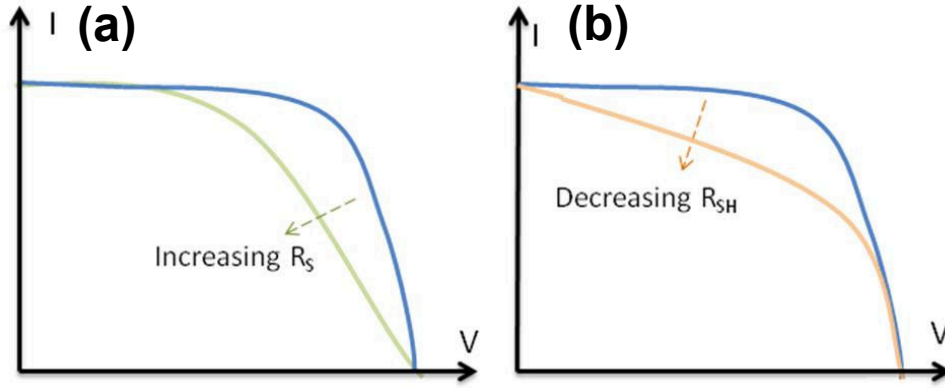 I (a)
Increasing R_S
V
I (b)
Decreasing R_SH
V